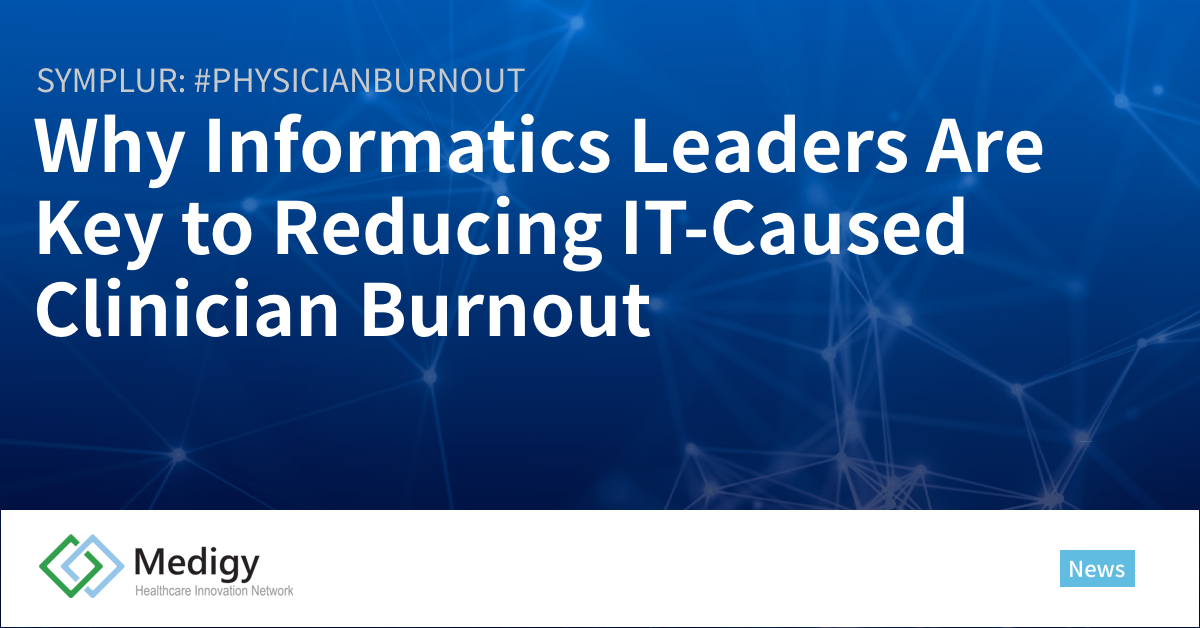 SYMPLUR: #PHYSICIANBURNOUT
Why Informatics Leaders Are
Key to Reducing IT-Caused
Clinician Burnout
Medigy
Healthcare Innovation Network
News